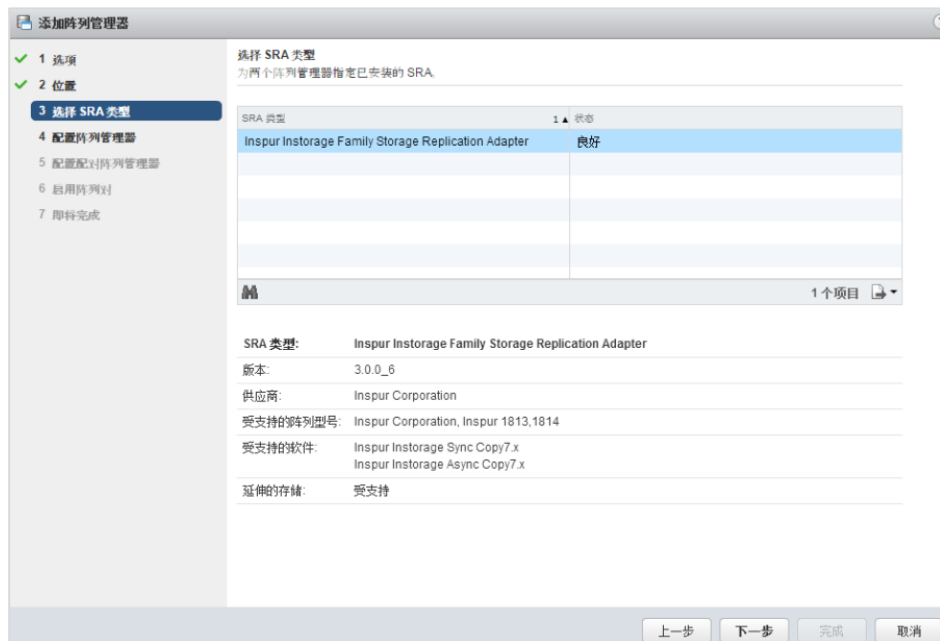 添加阵列管理器
1 选项
2 位置
3 选择 SRA 类型
4 配置阵列管理器
5 配置配对阵列管理器
6 启用阵列对
7 即将完成
选择 SRA 类型
为两个阵列管理器指定已安装的 SRA。
SRA 类型 1 ▲ 状态
Inspur Instorage Family Storage Replication Adapter 良好
1 个项目
SRA 类型: Inspur Instorage Family Storage Replication Adapter
版本: 3.0.0_6
供应商: Inspur Corporation
受支持的阵列型号: Inspur Corporation, Inspur 1813,1814
受支持的软件: Inspur Instorage Sync Copy7.x
Inspur Instorage Async Copy7.x
延伸的存储: 受支持
上一步 下一步 完成 取消